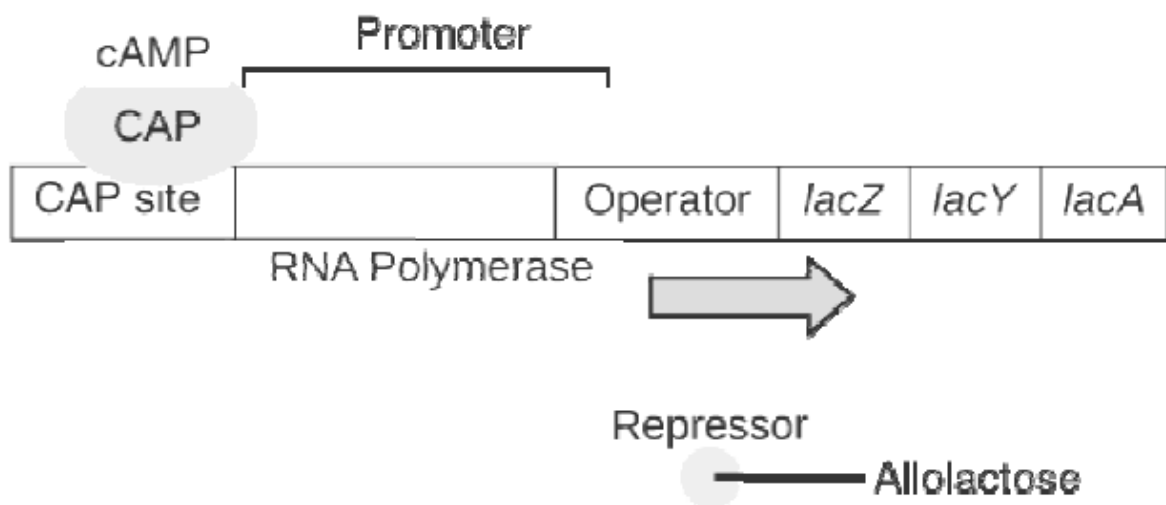 Promoter
cAMP
CAP
CAP site Operator lacZ lacY lacA
RNA Polymerase
Repressor
Allolactose